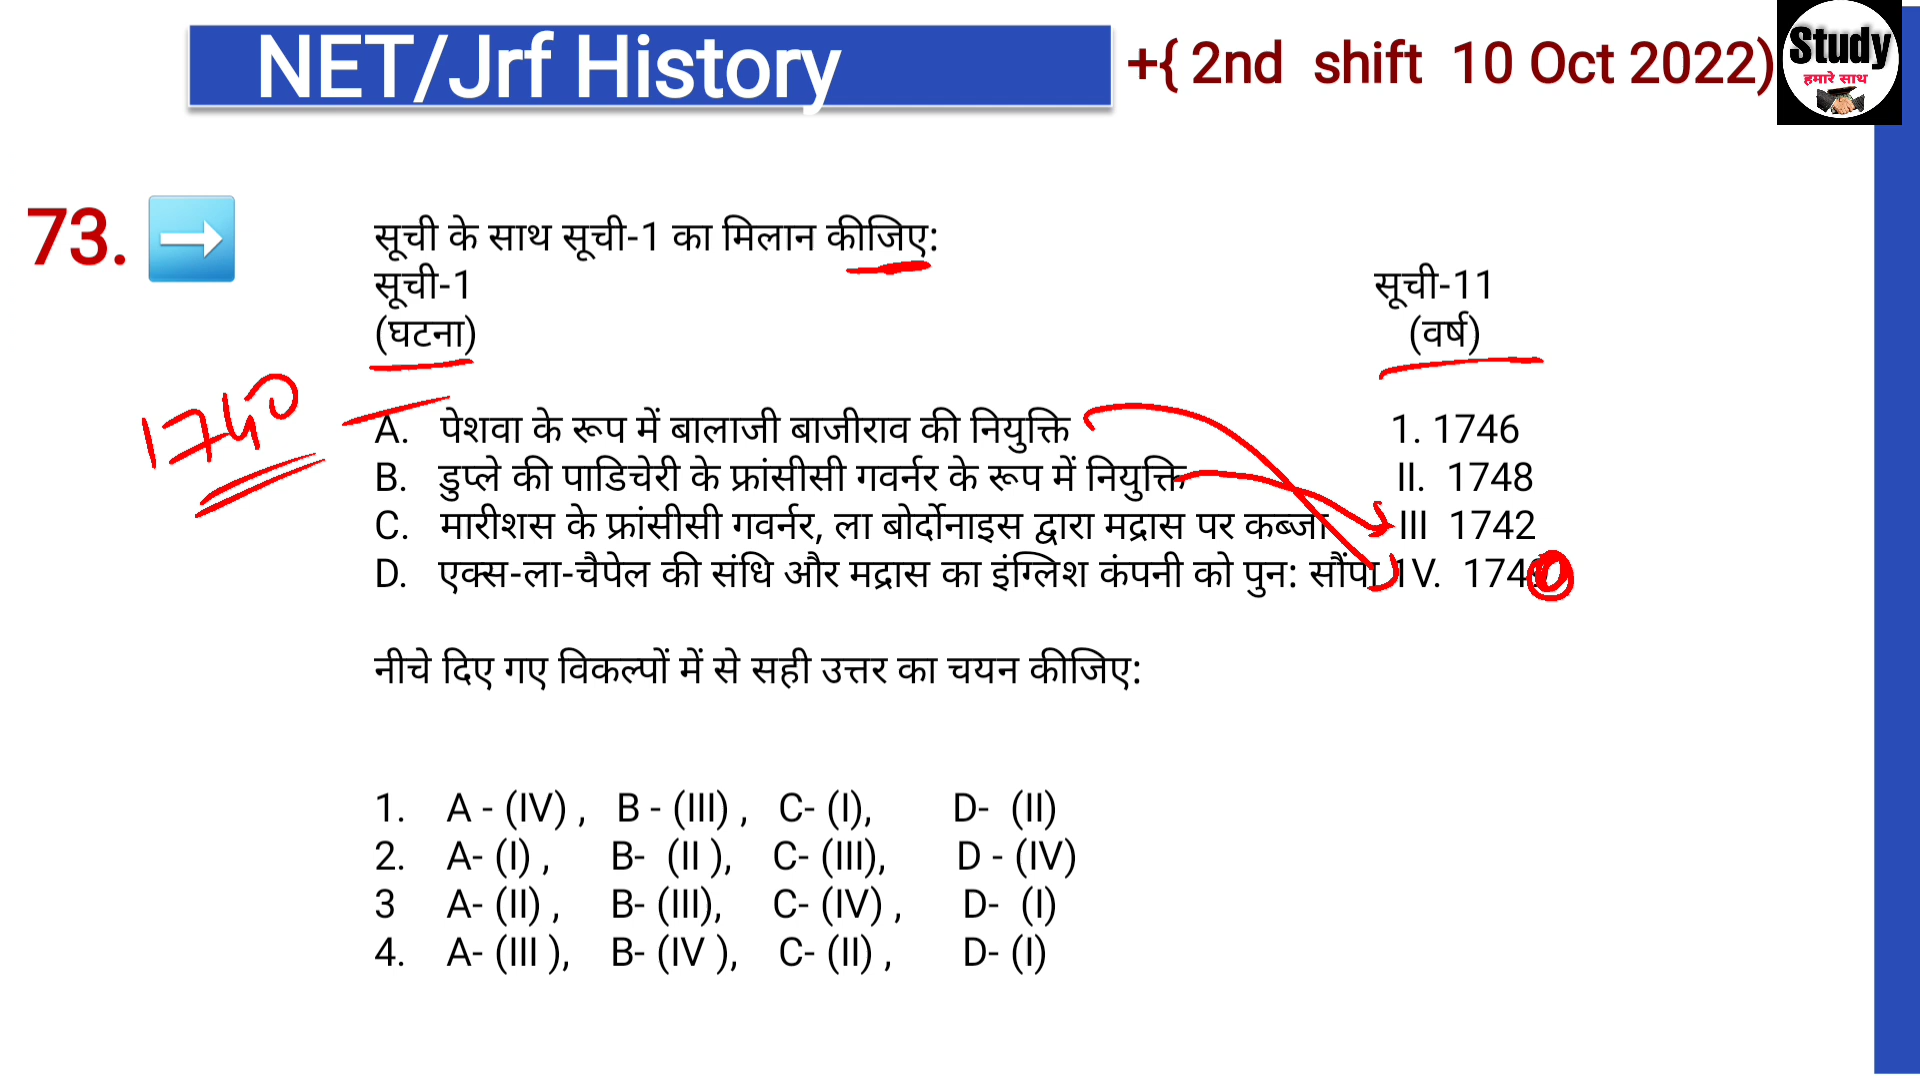 NET/Jrf History
+{ 2nd shift 10 Oct 2022)
Study
हमारे साथ
73.
सूची के साथ सूची-1 का मिलान कीजिए:
सूची-1 सूची-11
(घटना) (वर्ष)
1740
A. पेशवा के रूप में बालाजी बाजीराव की नियुक्ति 1. 1746
B. डुप्ले की पाडिचेरी के फ्रांसीसी गवर्नर के रूप में नियुक्ति II. 1748
C. मारीशस के फ्रांसीसी गवर्नर, ला बोर्दोनाइस द्वारा मद्रास पर कब्जा III 1742
D. एक्स-ला-चैपेल की संधि और मद्रास का इंग्लिश कंपनी को पुन: सौंपा 1V. 1740
नीचे दिए गए विकल्पों में से सही उत्तर का चयन कीजिए:
1. A - (IV) , B - (III) , C- (I), D- (II)
2. A- (I) , B- (II ), C- (III), D - (IV)
3 A- (II) , B- (III), C- (IV) , D- (I)
4. A- (III ), B- (IV ), C- (II) , D- (I)